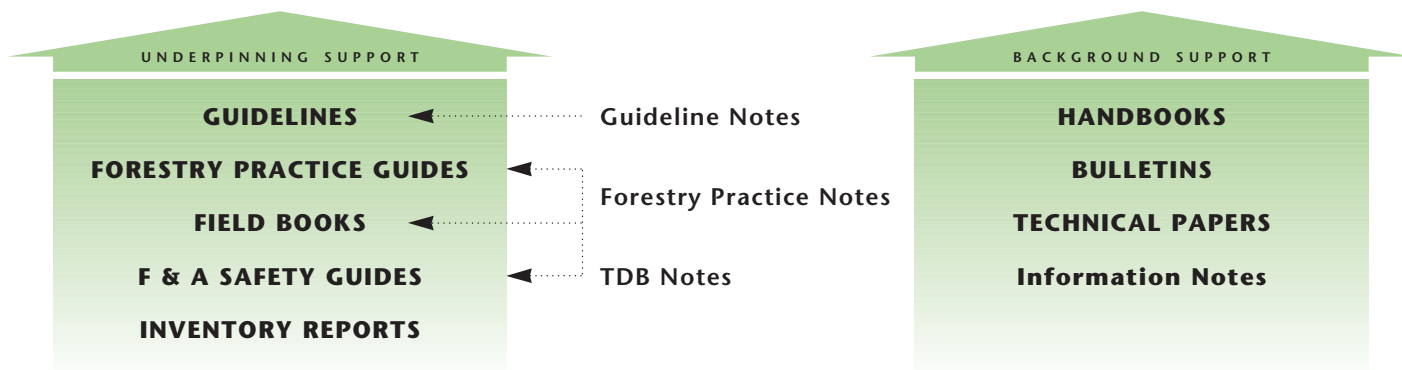 UNDERPINNING SUPPORT
GUIDELINES
FORESTRY PRACTICE GUIDES
FIELD BOOKS
F & A SAFETY GUIDES
INVENTORY REPORTS
Guideline Notes
Forestry Practice Notes
TDB Notes
BACKGROUND SUPPORT
HANDBOOKS
BULLETINS
TECHNICAL PAPERS
Information Notes